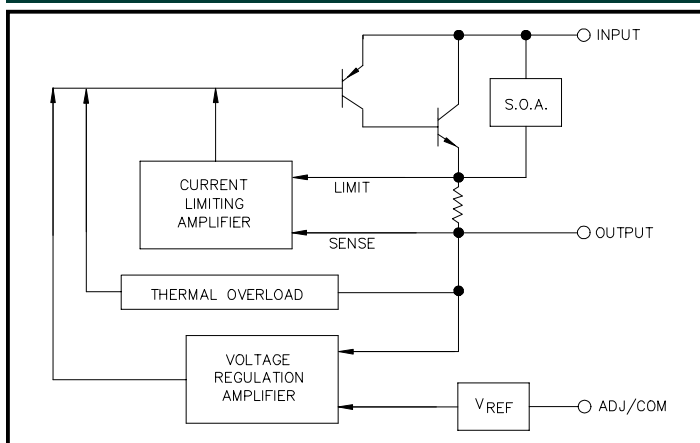 INPUT
S.O.A.
CURRENT
LIMITING
AMPLIFIER
LIMIT
SENSE
OUTPUT
THERMAL OVERLOAD
VOLTAGE
REGULATION
AMPLIFIER
VREF
ADJ/COM